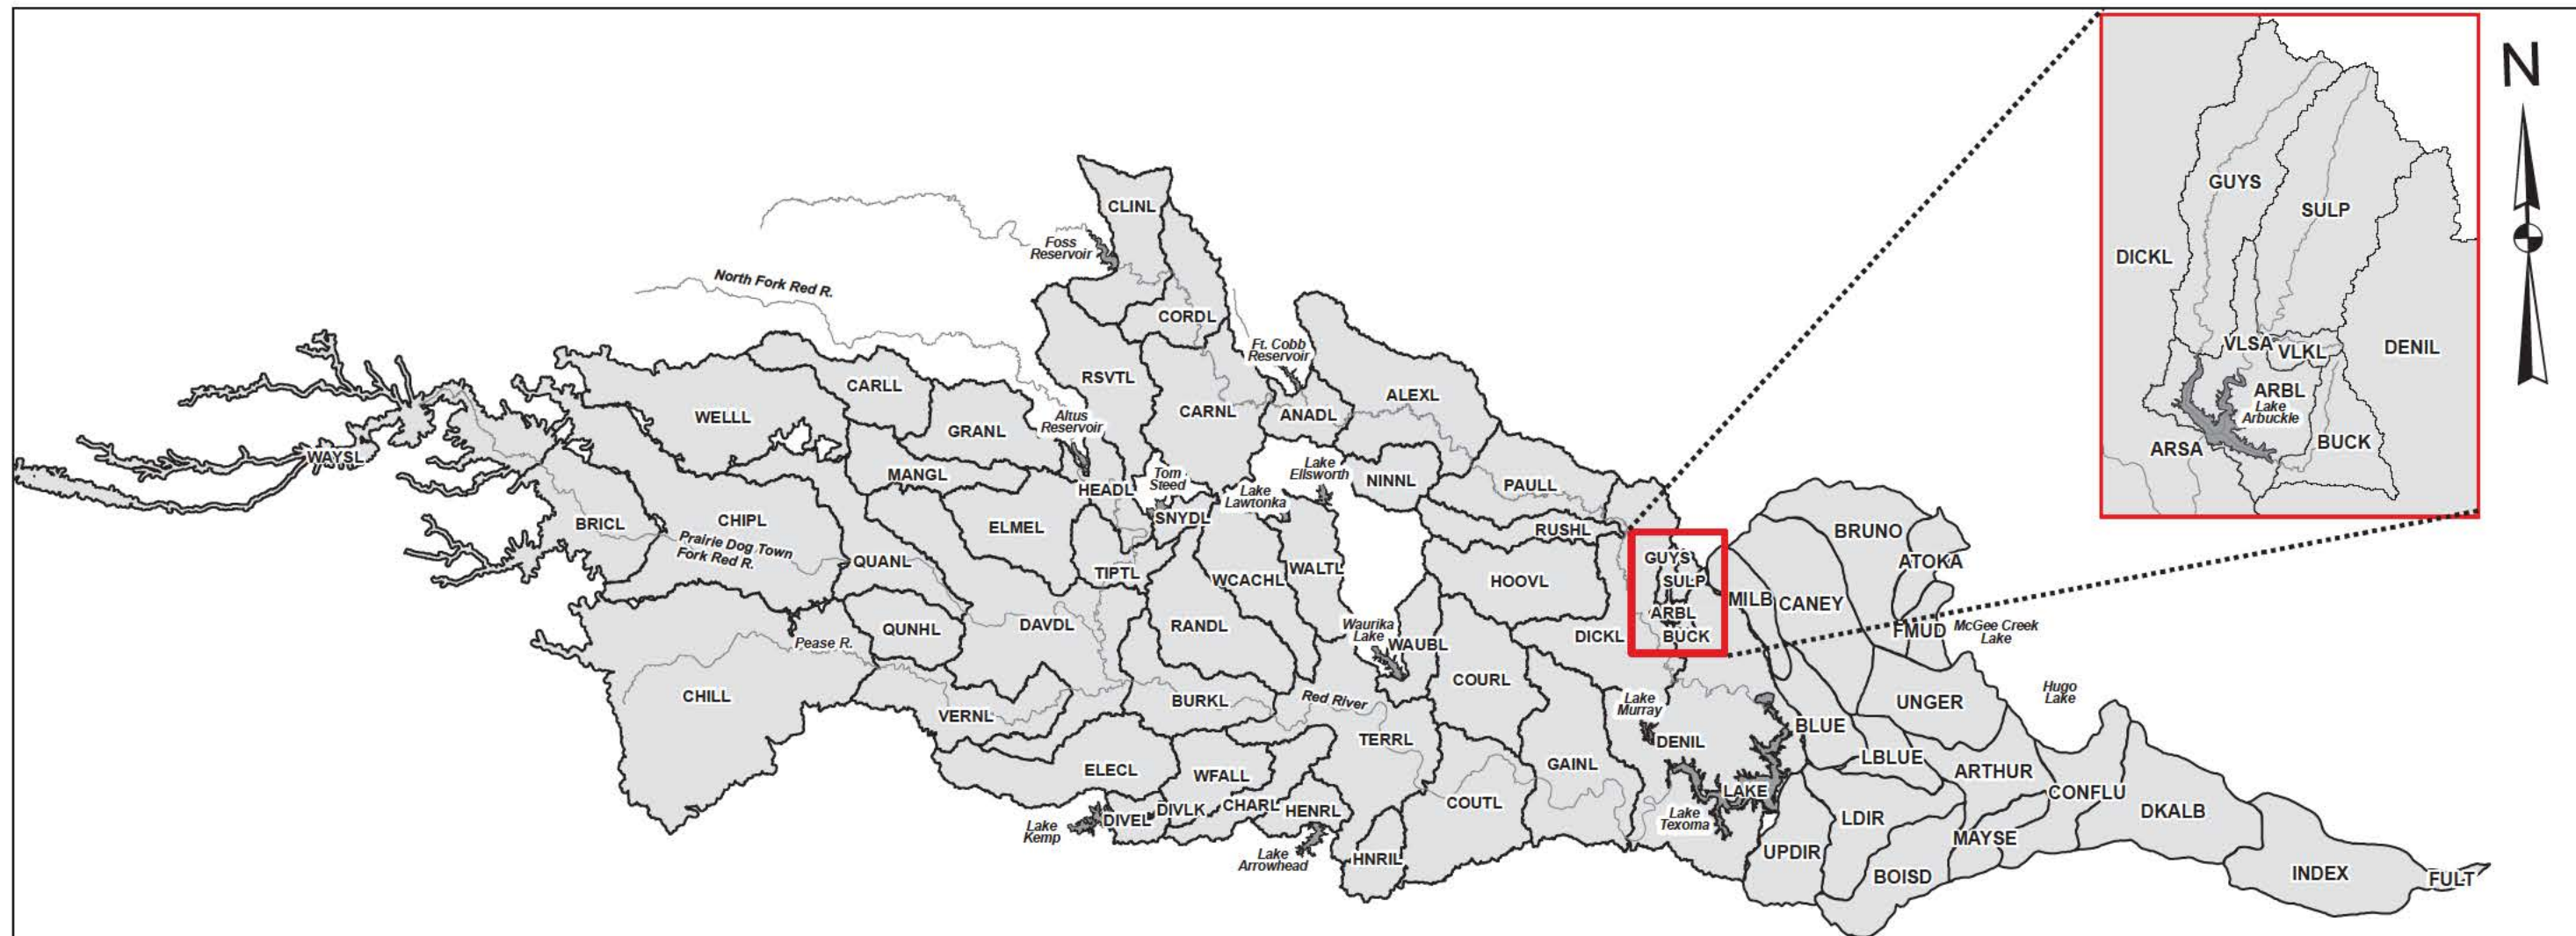 N
GUYS
SULP
DICKL
VLSA
VLKL
DENIL
ARBL
Lake
Arbuckle
BUCK
ARSA
CLINL
Foss
Reservoir
North Fork Red R.
CORDL
Ft. Cobb
Reservoir
RSVTL
CARLL
ALEXL
WELLL
CARNL
ANADL
Altus
Reservoir
GRANL
WAYSL
MANGL
Tom
Steed
Lake
Ellsworth
HEADL
Lake
Lawtonka
NINNL
PAULL
BRICL
CHIPL
ELMEL
SNYDL
RUSHL
BRUNO
Prairie Dog Town
Fork Red R.
QUANL
GUYS
ATOKA
TIPTL
WCACHL
WALTL
HOOVL
SULP
MILB
CANEY
ARBL
QUNHL
DAVDL
RANDL
Waurika
Lake
DICKL
BUCK
FMUD
McGee Creek
Lake
Pease R.
WAUBL
CHILL
COURL
Hugo
Lake
VERNL
BURKL
Red River
Lake
Murray
UNGER
TERRL
DENIL
BLUE
ELECL
WFALL
GAINL
LBLUE
ARTHUR
LAKE
CONFLU
Lake
Kemp
DIVEL
DIVLK
CHARL
HENRL
COUTL
Lake
Texoma
LDIR
DKALB
MAYSE
Lake
Arrowhead
HNRIL
UPDIR
BOISD
INDEX
FULT